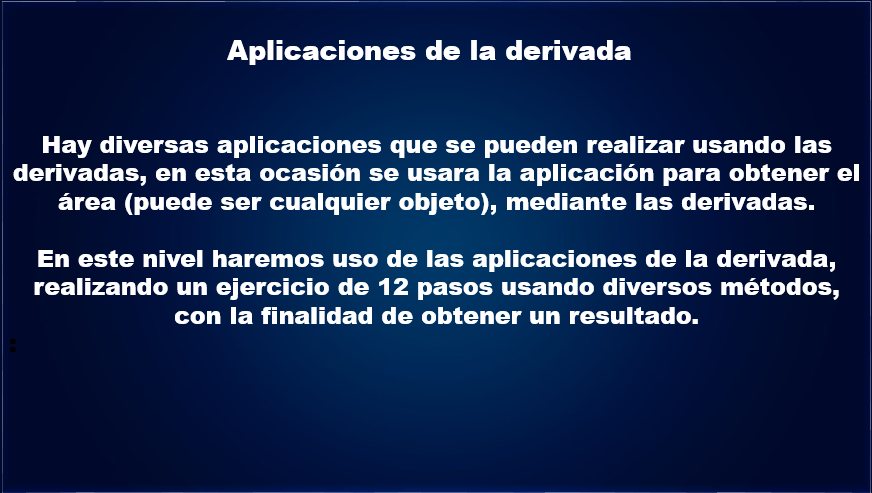 Aplicaciones de la derivada
Hay diversas aplicaciones que se pueden realizar usando las
derivadas, en esta ocasión se usara la aplicación para obtener el
área (puede ser cualquier objeto), mediante las derivadas.
En este nivel haremos uso de las aplicaciones de la derivada,
realizando un ejercicio de 12 pasos usando diversos métodos,
con la finalidad de obtener un resultado.
: